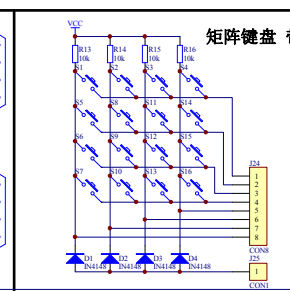 VCC
矩阵键盘
R13 R14 R15 R16
10k 10k 10k 10k
S1 S2 S3 S4
S5 S8 S11 S14
S6 S9 S12 S15
S7 S10 S13 S16
J24
1
2
3
4
5
6
7
8
CON8
D1 D2 D3 D4
IN4148 IN4148 IN4148 IN4148
J25
1
CON1